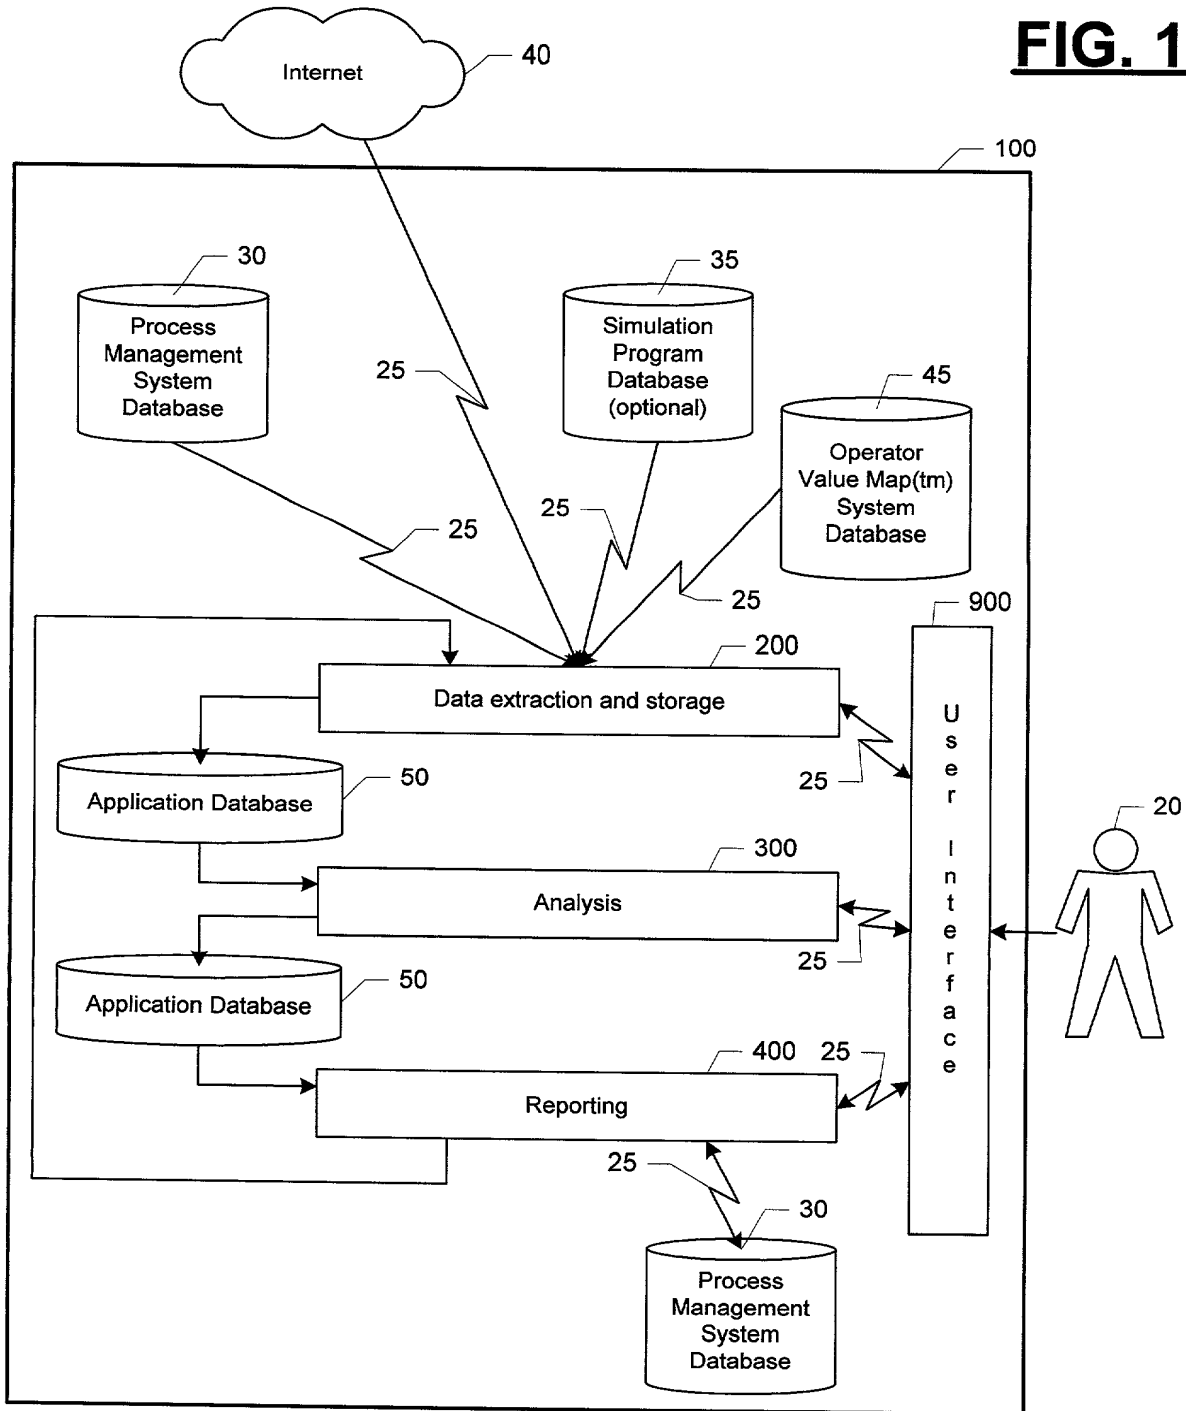 FIG. 1
Internet
40
100
30
Process
Management
System
Database
35
Simulation
Program
Database
(optional)
45
Operator
Value Map(tm)
System
Database
25
25
25
25
900
200
Data extraction and storage
User Interface
25
50
Application Database
20
300
Analysis
25
50
Application Database
400
25
Reporting
25
30
Process
Management
System
Database